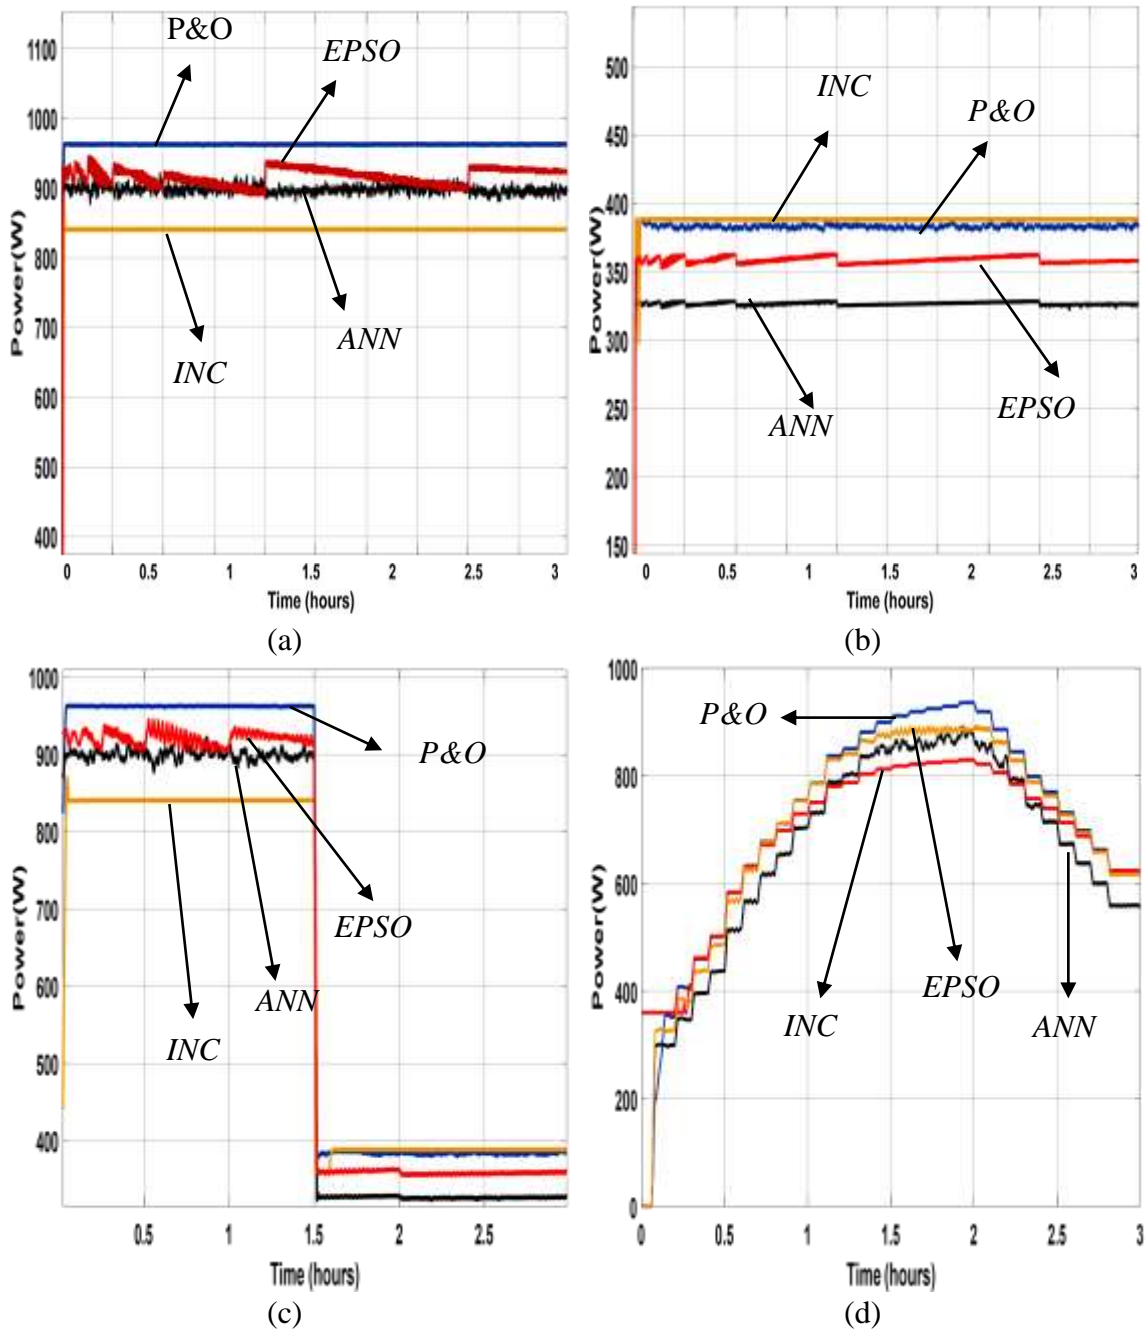 P&O
EPSO
1100
1000
900
800
700
600
500
400
Power(W)
ANN
INC
0 0.5 1 1.5 2 2.5 3
Time (hours)
(a)
INC
P&O
500
450
400
350
300
250
200
150
Power(W)
EPSO
ANN
0 0.5 1 1.5 2 2.5 3
Time (hours)
(b)
1000
900
800
700
600
500
400
Power(W)
P&O
EPSO
ANN
INC
0.5 1 1.5 2 2.5
Time (hours)
(c)
1000
800
600
400
200
0
Power(W)
P&O
EPSO
INC
ANN
0 0.5 1 1.5 2 2.5 3
Time (hours)
(d)